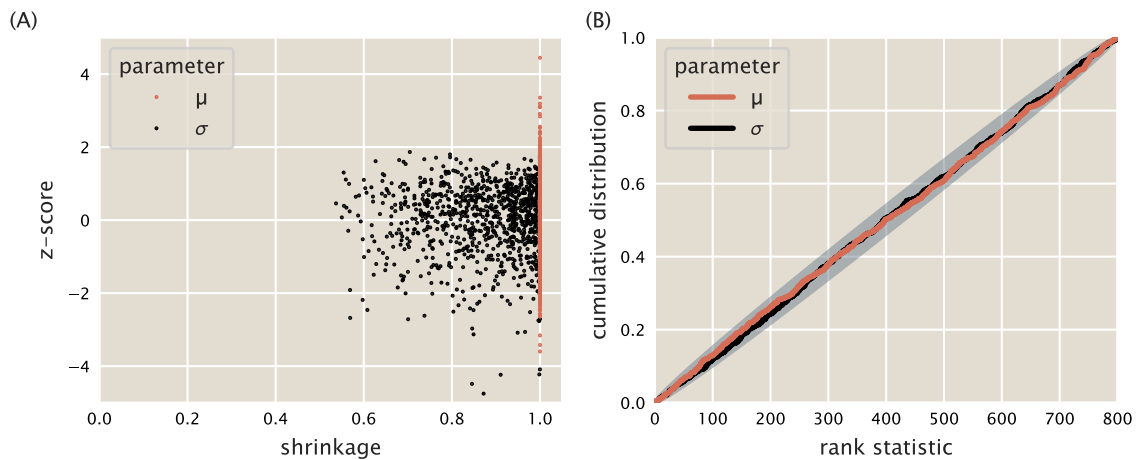 (A)
parameter
μ
σ
4
2
0
−2
−4
z-score
0.0 0.2 0.4 0.6 0.8 1.0
shrinkage
(B)
parameter
μ
σ
1.0
0.8
0.6
0.4
0.2
0.0
cumulative distribution
0 100 200 300 400 500 600 700 800
rank statistic